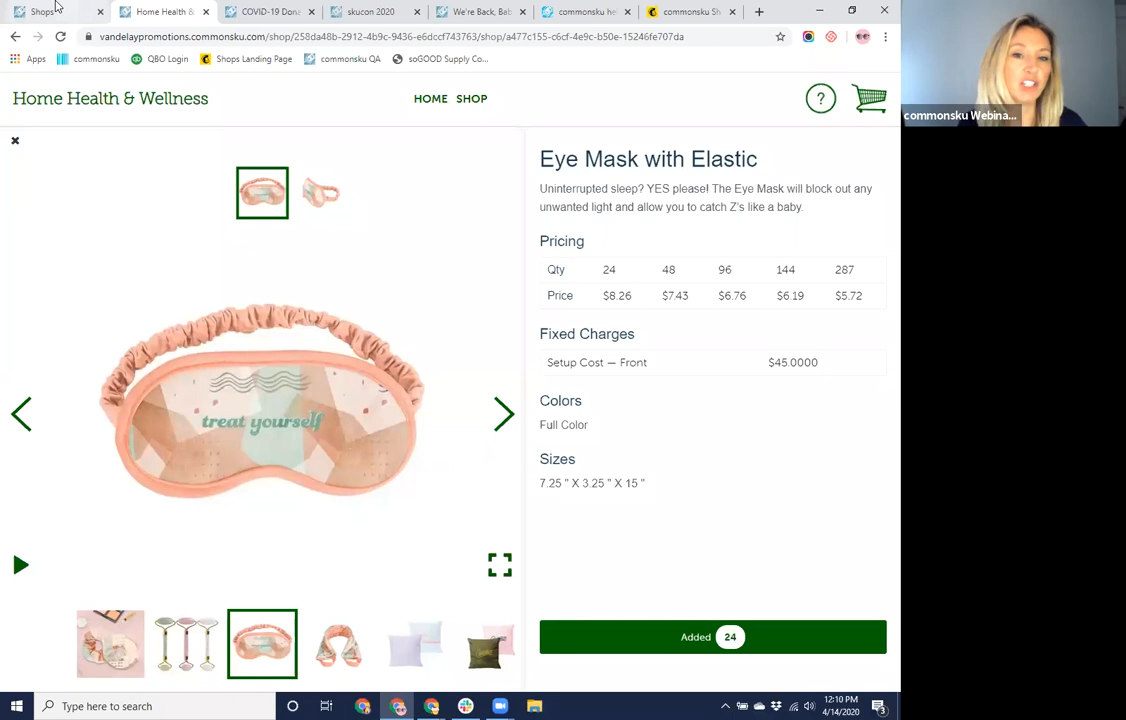 Shops
Home Health &
COVID-19 Dona
skucon 2020
We're Back, Bab
commonsku he
commonsku Sh
vandelaypromotions.commonsku.com/shop/258da48b-2912-4b9c-9436-e6dccf743763/shop/a477c155-c6cf-4e9c-b50e-15246fe707da
Apps commonsku QBO Login Shops Landing Page commonsku QA soGOOD Supply Co...
commonsku Webina...
Home Health & Wellness
HOME SHOP
?
Eye Mask with Elastic
Uninterrupted sleep? YES please! The Eye Mask will block out any
unwanted light and allow you to catch Z's like a baby.
Pricing
Qty 24 48 96 144 287
Price $8.26 $7.43 $6.76 $6.19 $5.72
Fixed Charges
Setup Cost — Front $45.0000
Colors
Full Color
Sizes
7.25 " X 3.25 " X 15 "
treat yourself
Added 24
Type here to search
12:10 PM
4/14/2020
3